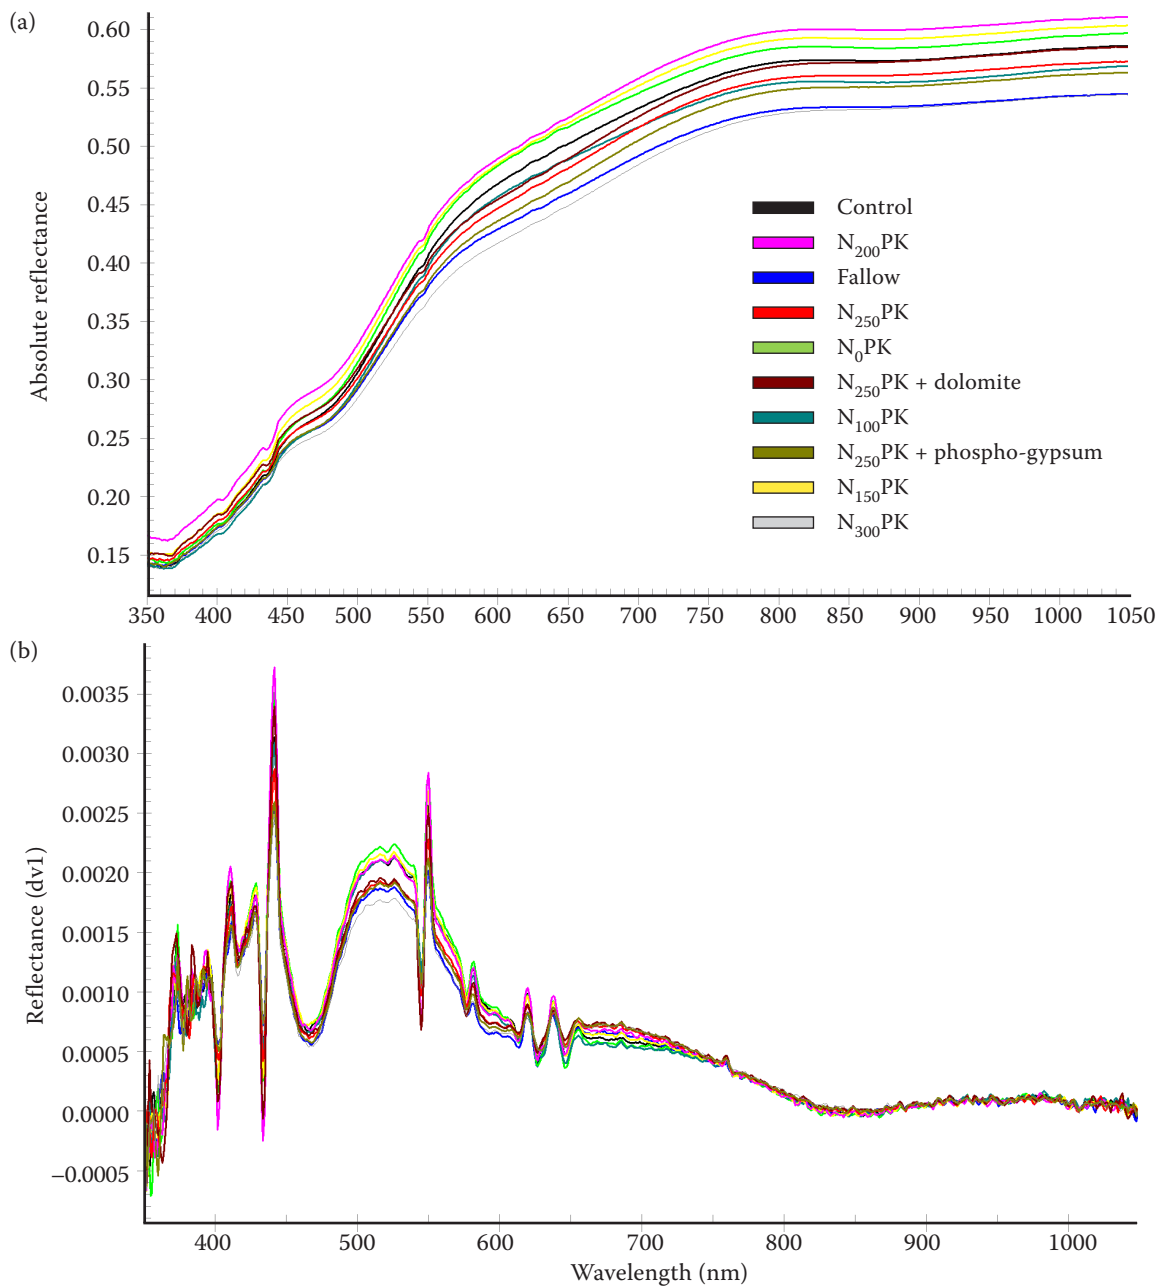 (a)
0.60
0.55
0.50
0.45
0.40
0.35
0.30
0.25
0.20
0.15
Absolute reflectance
Control
N200PK
Fallow
N250PK
N0PK
N250PK + dolomite
N100PK
N250PK + phospho-gypsum
N150PK
N300PK
350 400 450 500 550 600 650 700 750 800 850 900 950 1000 1050
(b)
0.0035
0.0030
0.0025
0.0020
0.0015
0.0010
0.0005
0.0000
−0.0005
Reflectance (dv1)
400 500 600 700 800 900 1000
Wavelength (nm)